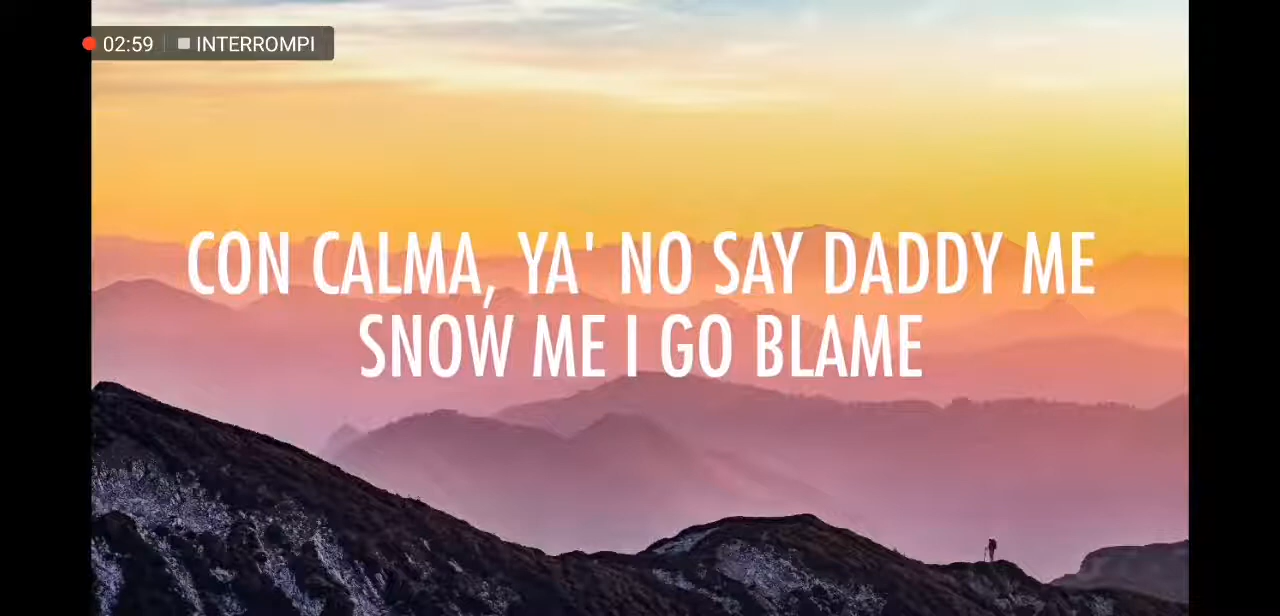 02:59 INTERROMPI
CON CALMA, YA' NO SAY DADDY ME
SNOW ME I GO BLAME